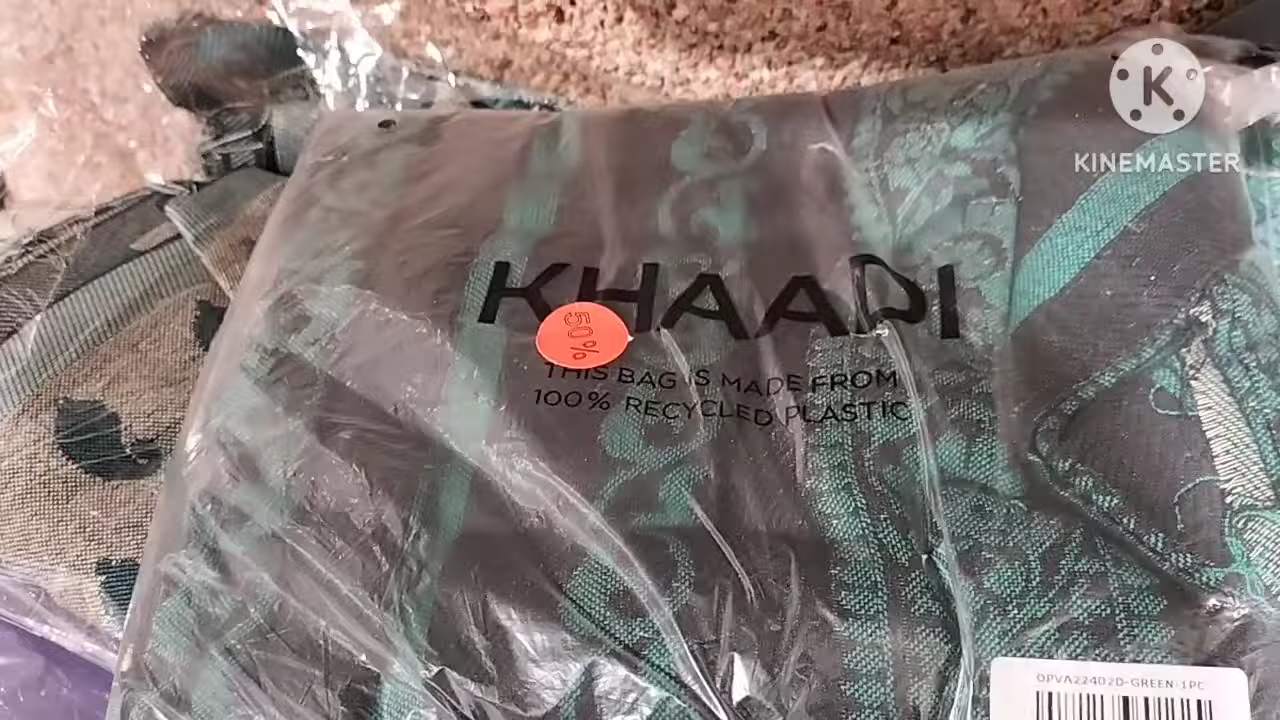 KINEMASTER
KHAADI
50%
THIS BAG IS MADE FROM
100% RECYCLED PLASTIC
OPVA22402D-GREEN 1PC